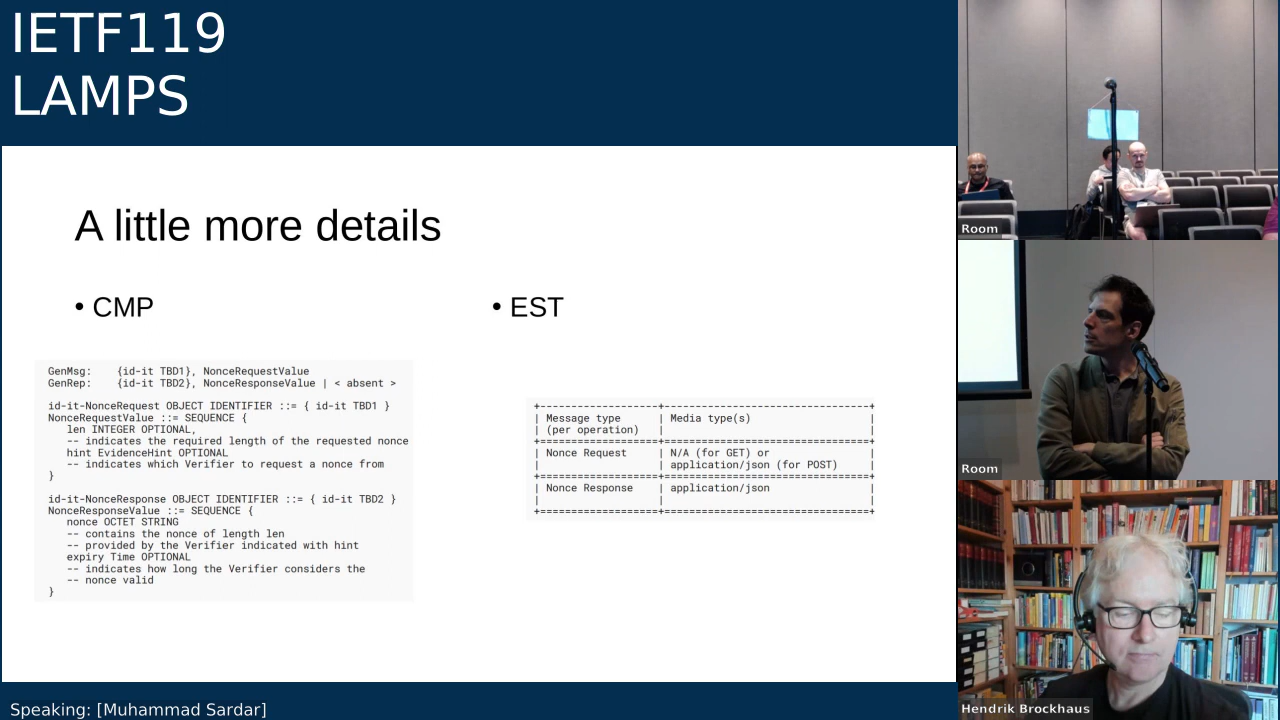 IETF119
LAMPS
A little more details
• CMP
GenMsg:    {id-it TBD1}, NonceRequestValue
GenRep:    {id-it TBD2}, NonceResponseValue | < absent >
id-it-NonceRequest OBJECT IDENTIFIER ::= { id-it TBD1 }
NonceRequestValue ::= SEQUENCE {
   len INTEGER OPTIONAL,
   -- indicates the required length of the requested nonce
   hint EvidenceHint OPTIONAL
   -- indicates which Verifier to request a nonce from
}
id-it-NonceResponse OBJECT IDENTIFIER ::= { id-it TBD2 }
NonceResponseValue ::= SEQUENCE {
   nonce OCTET STRING
   -- contains the nonce of length len
   -- provided by the Verifier indicated with hint
   expiry Time OPTIONAL
   -- indicates how long the Verifier considers the
   -- nonce valid
}
• EST
+-------------------+---------------------------------+
| Message type      | Media type(s)                   |
| (per operation)   |                                 |
+===================+=================================+
| Nonce Request     | N/A (for GET) or                |
|                   | application/json (for POST)     |
+===================+=================================+
| Nonce Response    | application/json                |
|                   |                                 |
+===================+=================================+
Room
Room
Hendrik Brockhaus
Speaking: [Muhammad Sardar]